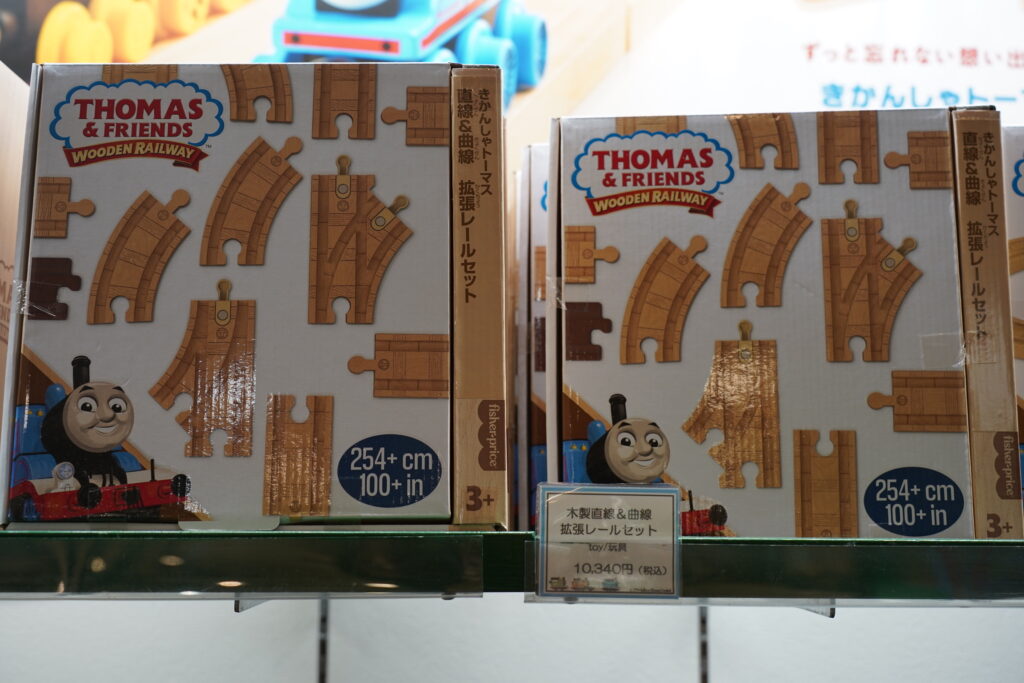 ずっと忘れない想い出
きかんしゃトーマ
THOMAS
& FRIENDS
WOODEN RAILWAY
™
きかんしゃトーマス
直線&曲線 拡張レールセット
fisher-price
3+
254+ cm
100+ in
THOMAS
& FRIENDS
WOODEN RAILWAY
きかんしゃトーマス
直線&曲線 拡張レールセット
fisher-price
3+
254+ cm
100+ in
木製直線&曲線
拡張レールセット
toy/玩具
10,340円(税込)